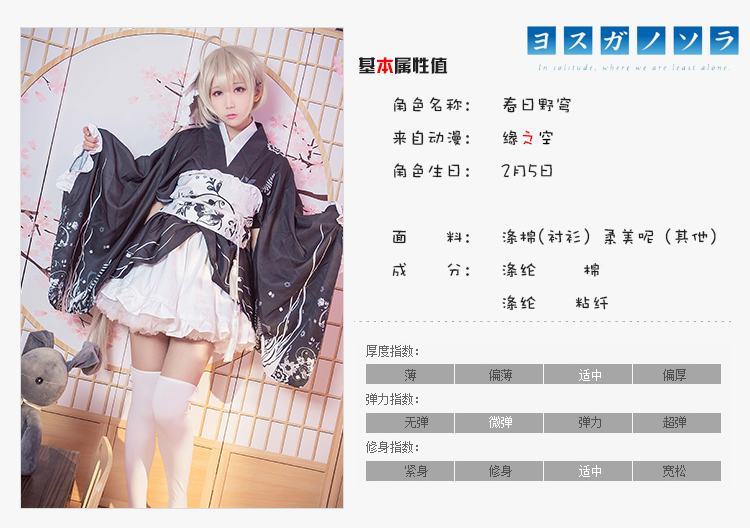 ヨスガノソラ
In solitude, where we are least alone.
基本属性值
角色名称： 春日野穹
来自动漫： 缘之空
角色生日： 2月5日
面 料： 涤棉(衬衫) 柔美呢（其他）
成 分： 涤纶 棉
涤纶 粘纤
厚度指数：
薄 偏薄 适中 偏厚
弹力指数：
无弹 微弹 弹力 超弹
修身指数：
紧身 修身 适中 宽松